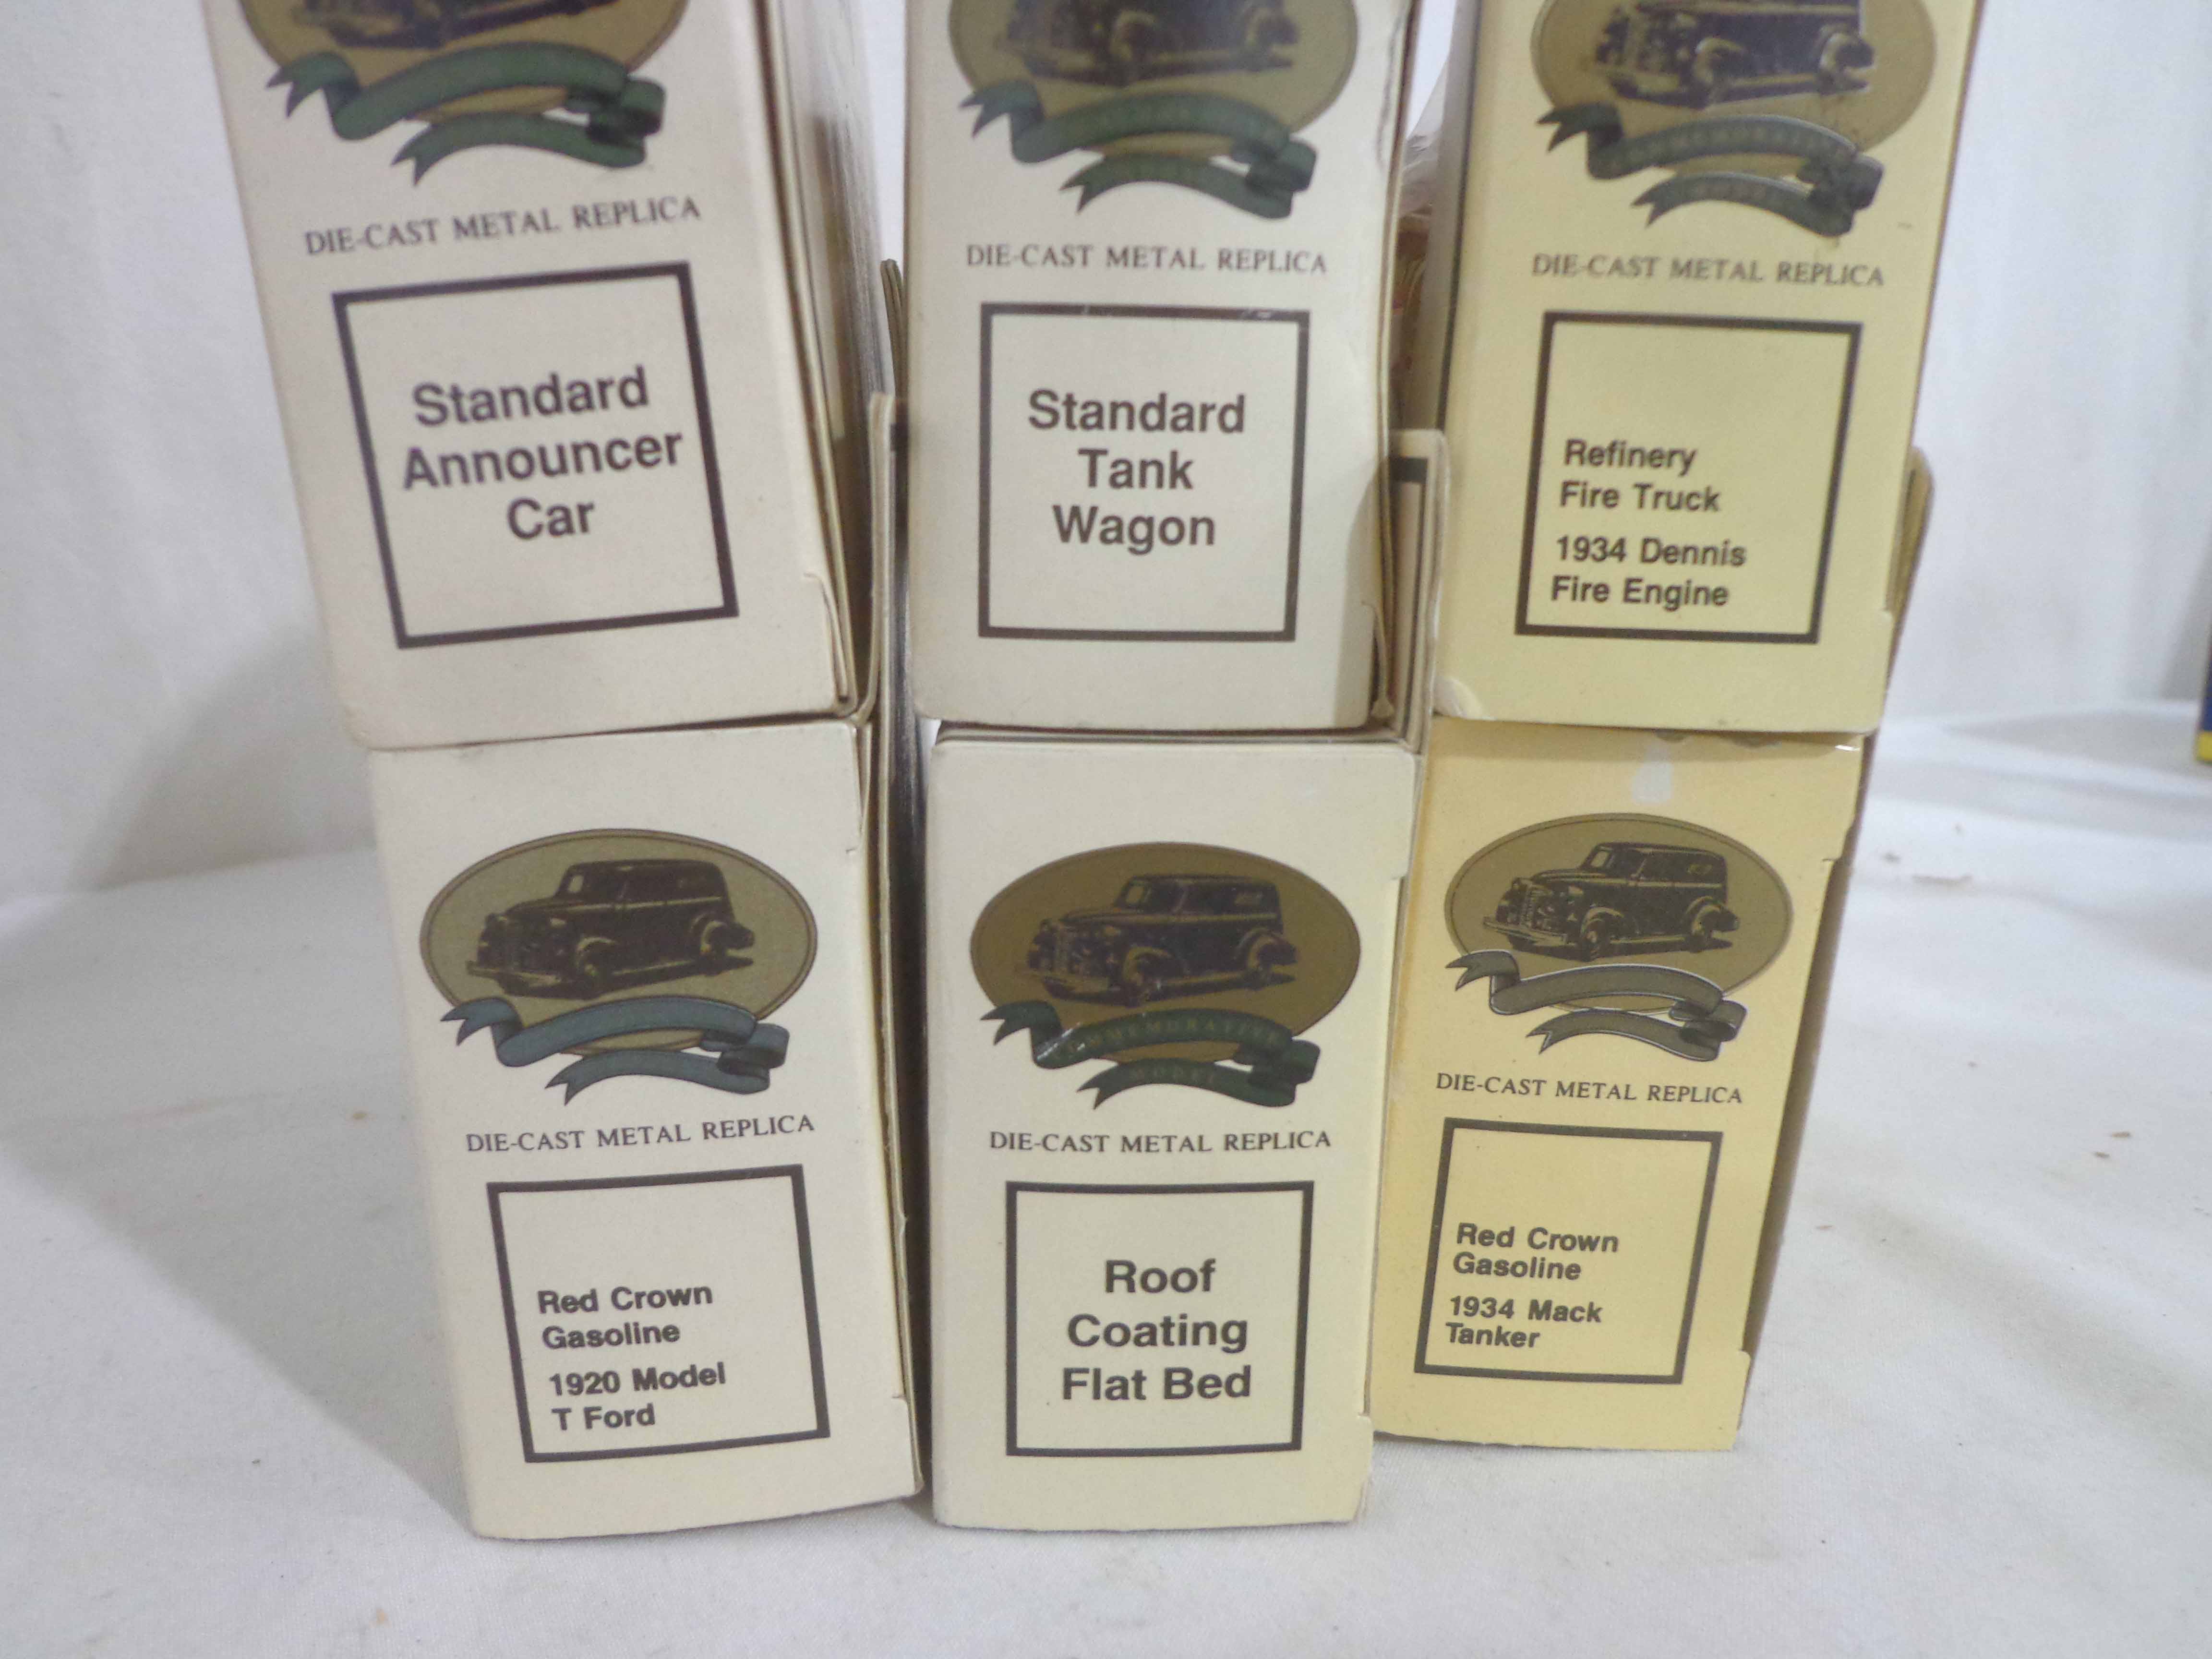 DIE-CAST METAL REPLICA
Standard
Announcer
Car
DIE-CAST METAL REPLICA
Standard
Tank
Wagon
DIE-CAST METAL REPLICA
Refinery
Fire Truck
1934 Dennis
Fire Engine
DIE-CAST METAL REPLICA
Red Crown
Gasoline
1920 Model
T Ford
COMMEMORATIVE
MODEL
DIE-CAST METAL REPLICA
Roof
Coating
Flat Bed
DIE-CAST METAL REPLICA
Red Crown
Gasoline
1934 Mack
Tanker